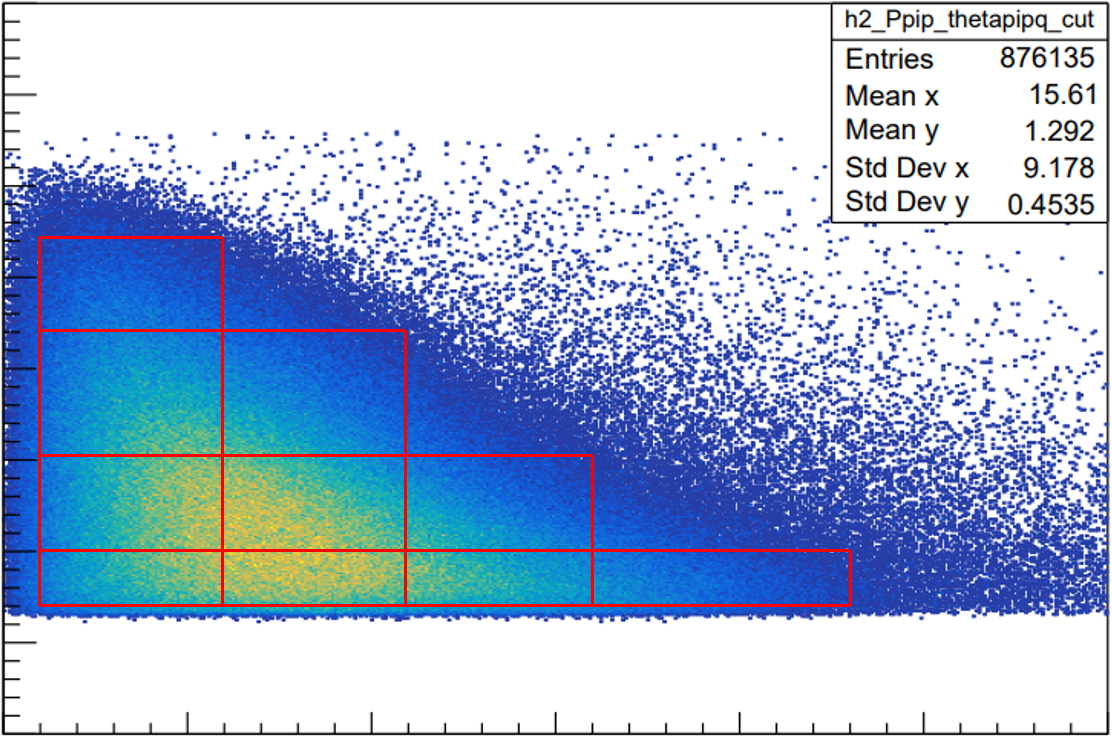 h2_Ppip_thetapipq_cut
Entries 876135
Mean x 15.61
Mean y 1.292
Std Dev x 9.178
Std Dev y 0.4535